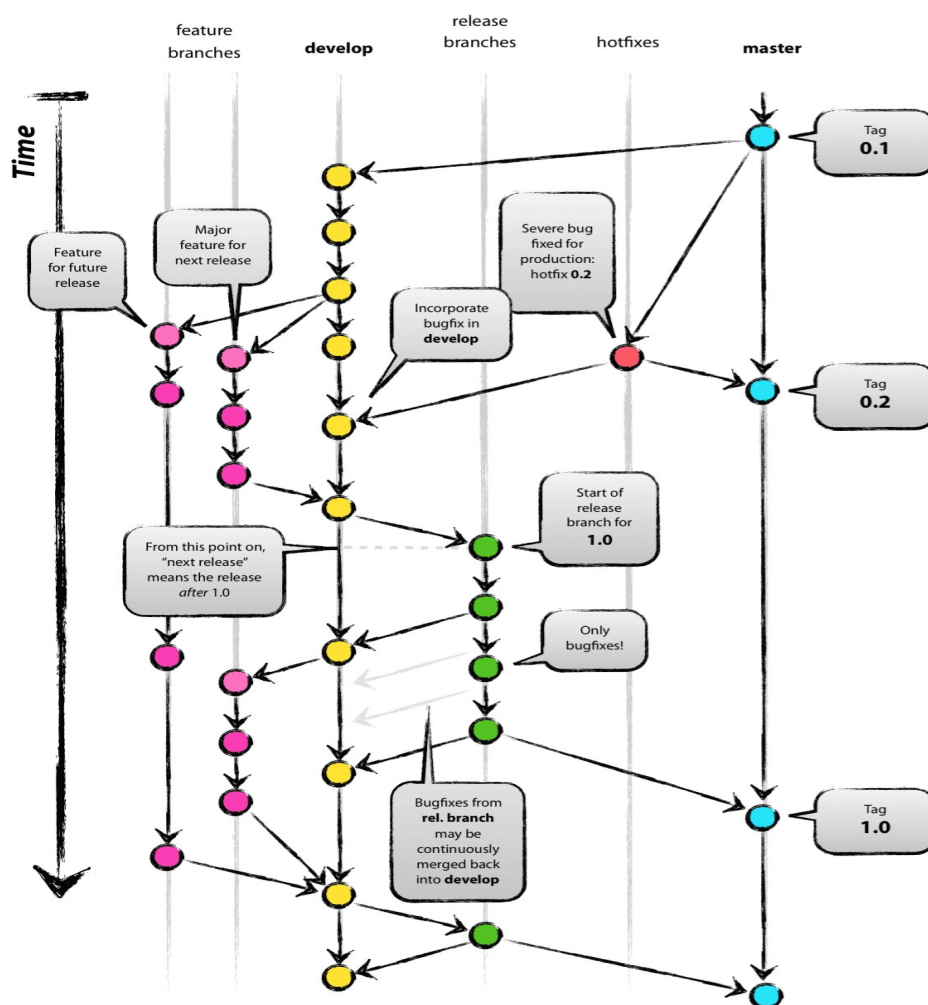 feature
branches
develop
release
branches
hotfixes
master
Time
Tag
0.1
Major
feature for
next release
Severe bug
fixed for
production:
hotfix 0.2
Feature
for future
release
Incorporate
bugfix in
develop
Tag
0.2
Start of
release
branch for
1.0
From this point on,
“next release”
means the release
after 1.0
Only
bugfixes!
Bugfixes from
rel. branch
may be
continuously
merged back
into develop
Tag
1.0